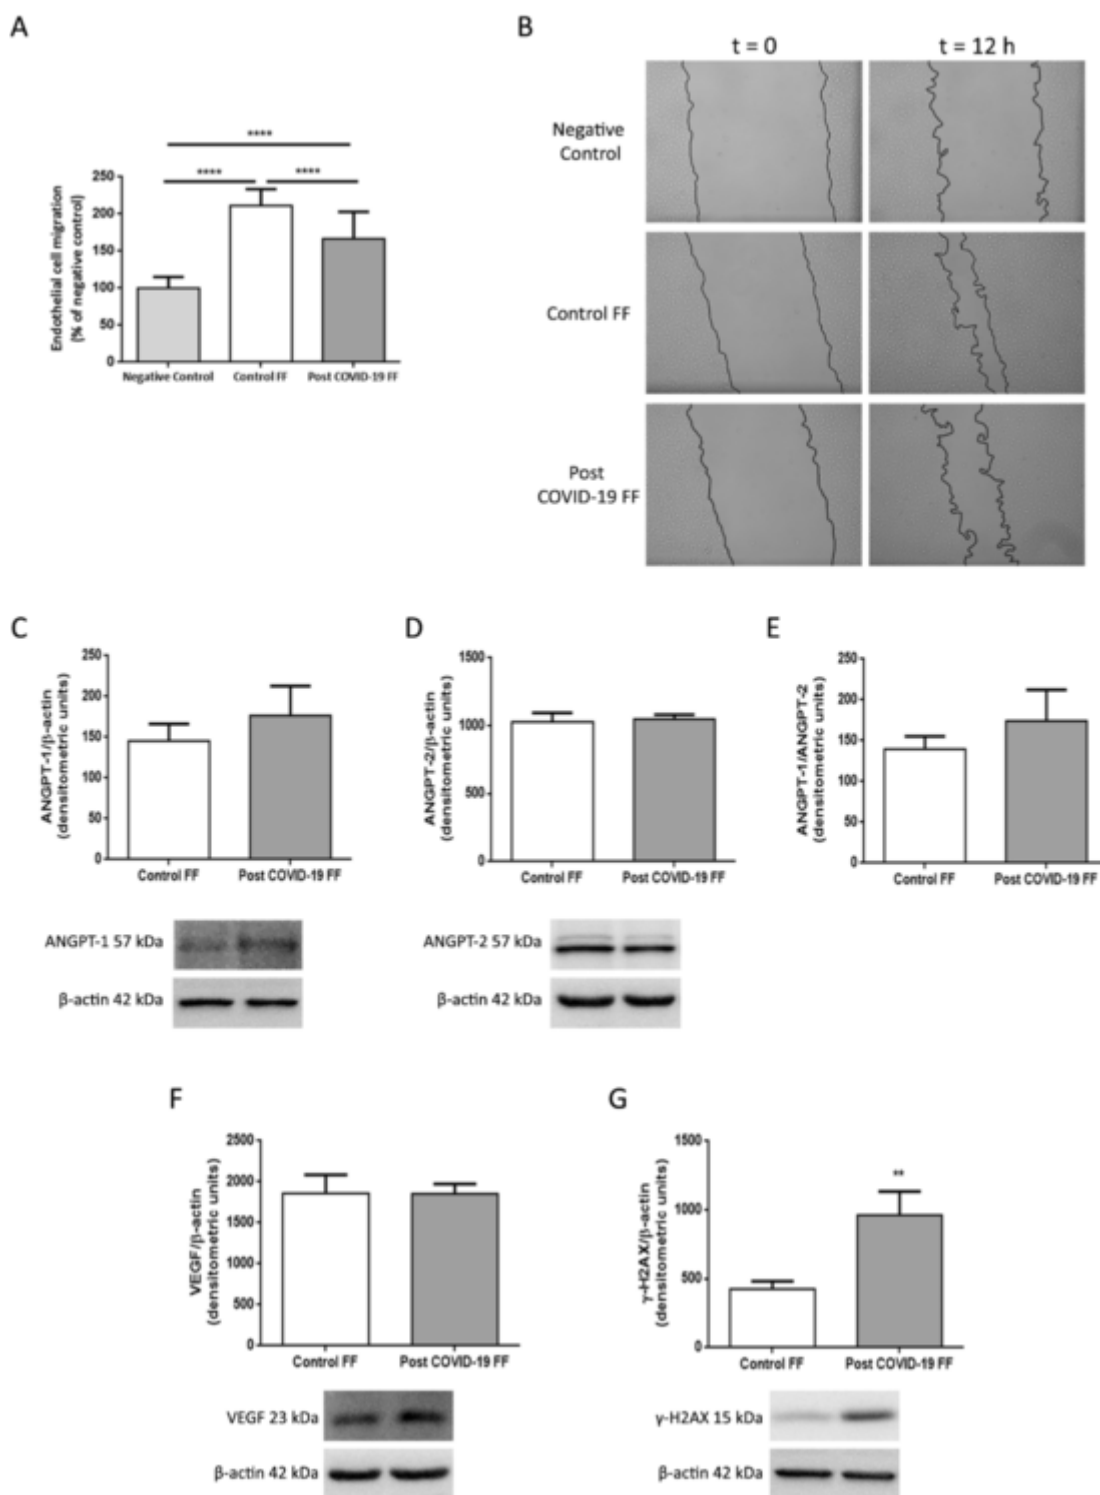 A
****
****
****
Endothelial cell migration
(% of negative control)
250
200
150
100
50
0
Negative Control
Control FF
Post COVID-19 FF
B
t = 0
t = 12 h
Negative
Control
Control FF
Post
COVID-19 FF
C
ANGPT-1/β-actin
(densitometric units)
250
200
150
100
50
0
Control FF
Post COVID-19 FF
ANGPT-1 57 kDa
β-actin 42 kDa
D
ANGPT-2/β-actin
(densitometric units)
1500
1000
500
0
Control FF
Post COVID-19 FF
ANGPT-2 57 kDa
β-actin 42 kDa
E
ANGPT-1/ANGPT-2
(densitometric units)
250
200
150
100
50
0
Control FF
Post COVID-19 FF
F
VEGF/β-actin
(densitometric units)
2500
2000
1500
1000
500
0
Control FF
Post COVID-19 FF
VEGF 23 kDa
β-actin 42 kDa
G
γ-H2AX/β-actin
(densitometric units)
1500
1000
500
0
**
Control FF
Post COVID-19 FF
γ-H2AX 15 kDa
β-actin 42 kDa